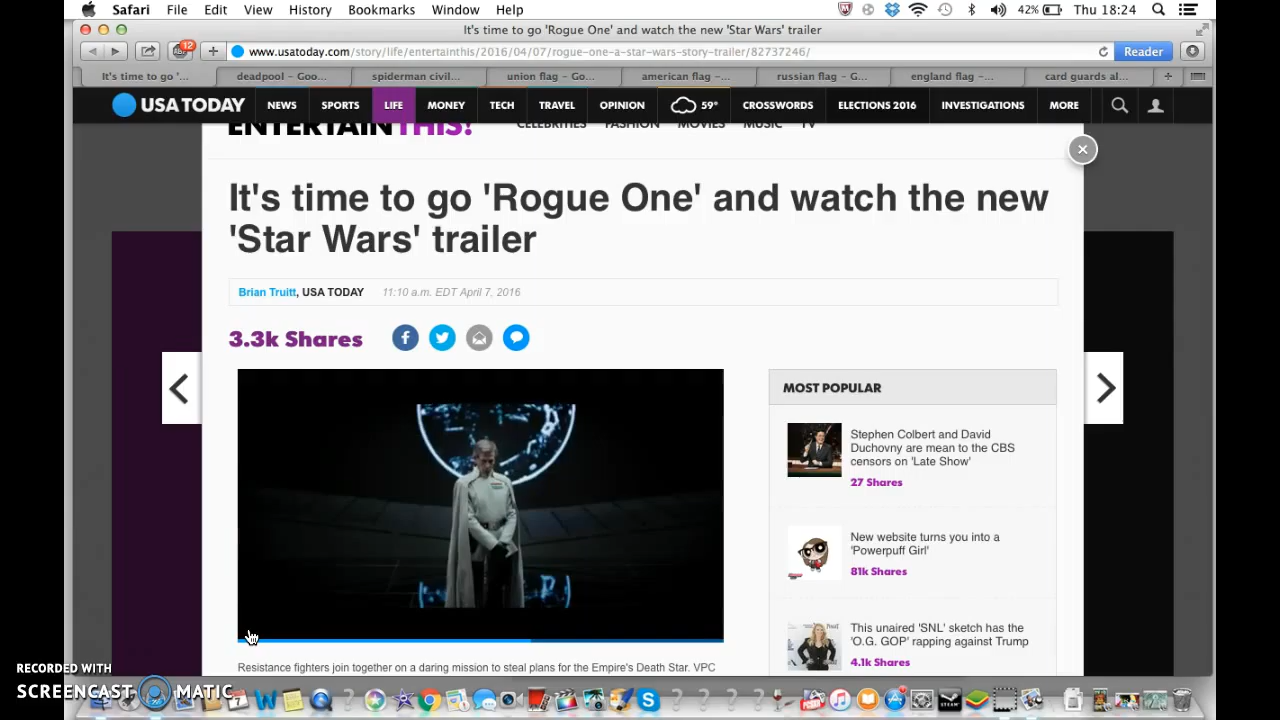 Safari File Edit View History Bookmarks Window Help 42% Thu 18:24
It's time to go 'Rogue One' and watch the new 'Star Wars' trailer
12 + www.usatoday.com/story/life/entertainthis/2016/04/07/rogue-one-a-star-wars-story-trailer/82737246/ Reader
It's time to go '... deadpool – Goo... spiderman civil... union flag – Go... american flag –... russian flag – G... england flag –... card guards al... +
USA TODAY NEWS SPORTS LIFE MONEY TECH TRAVEL OPINION 59° CROSSWORDS ELECTIONS 2016 INVESTIGATIONS MORE
ENTERTAINTHIS! CELEBRITIES FASHION MOVIES MUSIC TV
It's time to go 'Rogue One' and watch the new
'Star Wars' trailer
Brian Truitt, USA TODAY 11:10 a.m. EDT April 7, 2016
3.3k Shares
MOST POPULAR
Stephen Colbert and David
Duchovny are mean to the CBS
censors on 'Late Show'
27 Shares
New website turns you into a
'Powerpuff Girl'
81k Shares
This unaired 'SNL' sketch has the
'O.G. GOP' rapping against Trump
4.1k Shares
Resistance fighters join together on a daring mission to steal plans for the Empire's Death Star. VPC
RECORDED WITH
SCREENCAST MATIC